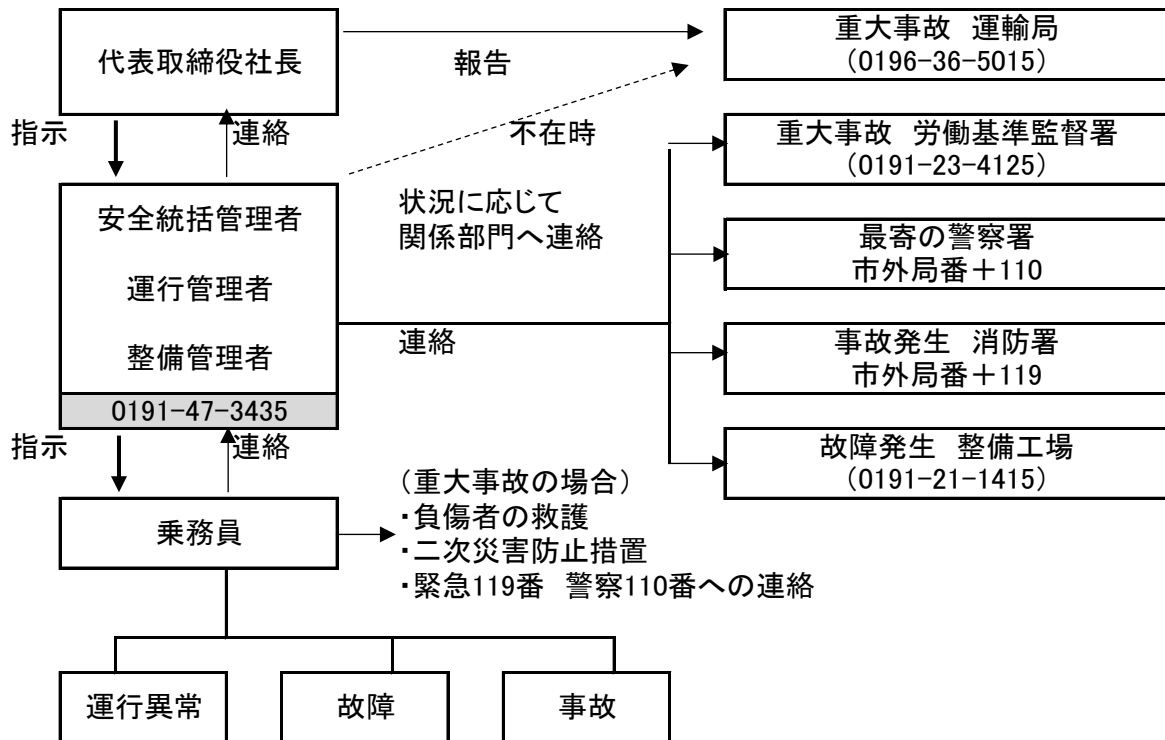 代表取締役社長
報告
重大事故 運輸局
(0196-36-5015)
指示
連絡
不在時
重大事故 労働基準監督署
(0191-23-4125)
安全統括管理者
運行管理者
整備管理者
0191-47-3435
状況に応じて
関係部門へ連絡
連絡
最寄の警察署
市外局番＋110
事故発生 消防署
市外局番＋119
故障発生 整備工場
(0191-21-1415)
指示
連絡
乗務員
(重大事故の場合)
・負傷者の救護
・二次災害防止措置
・緊急119番 警察110番への連絡
運行異常
故障
事故